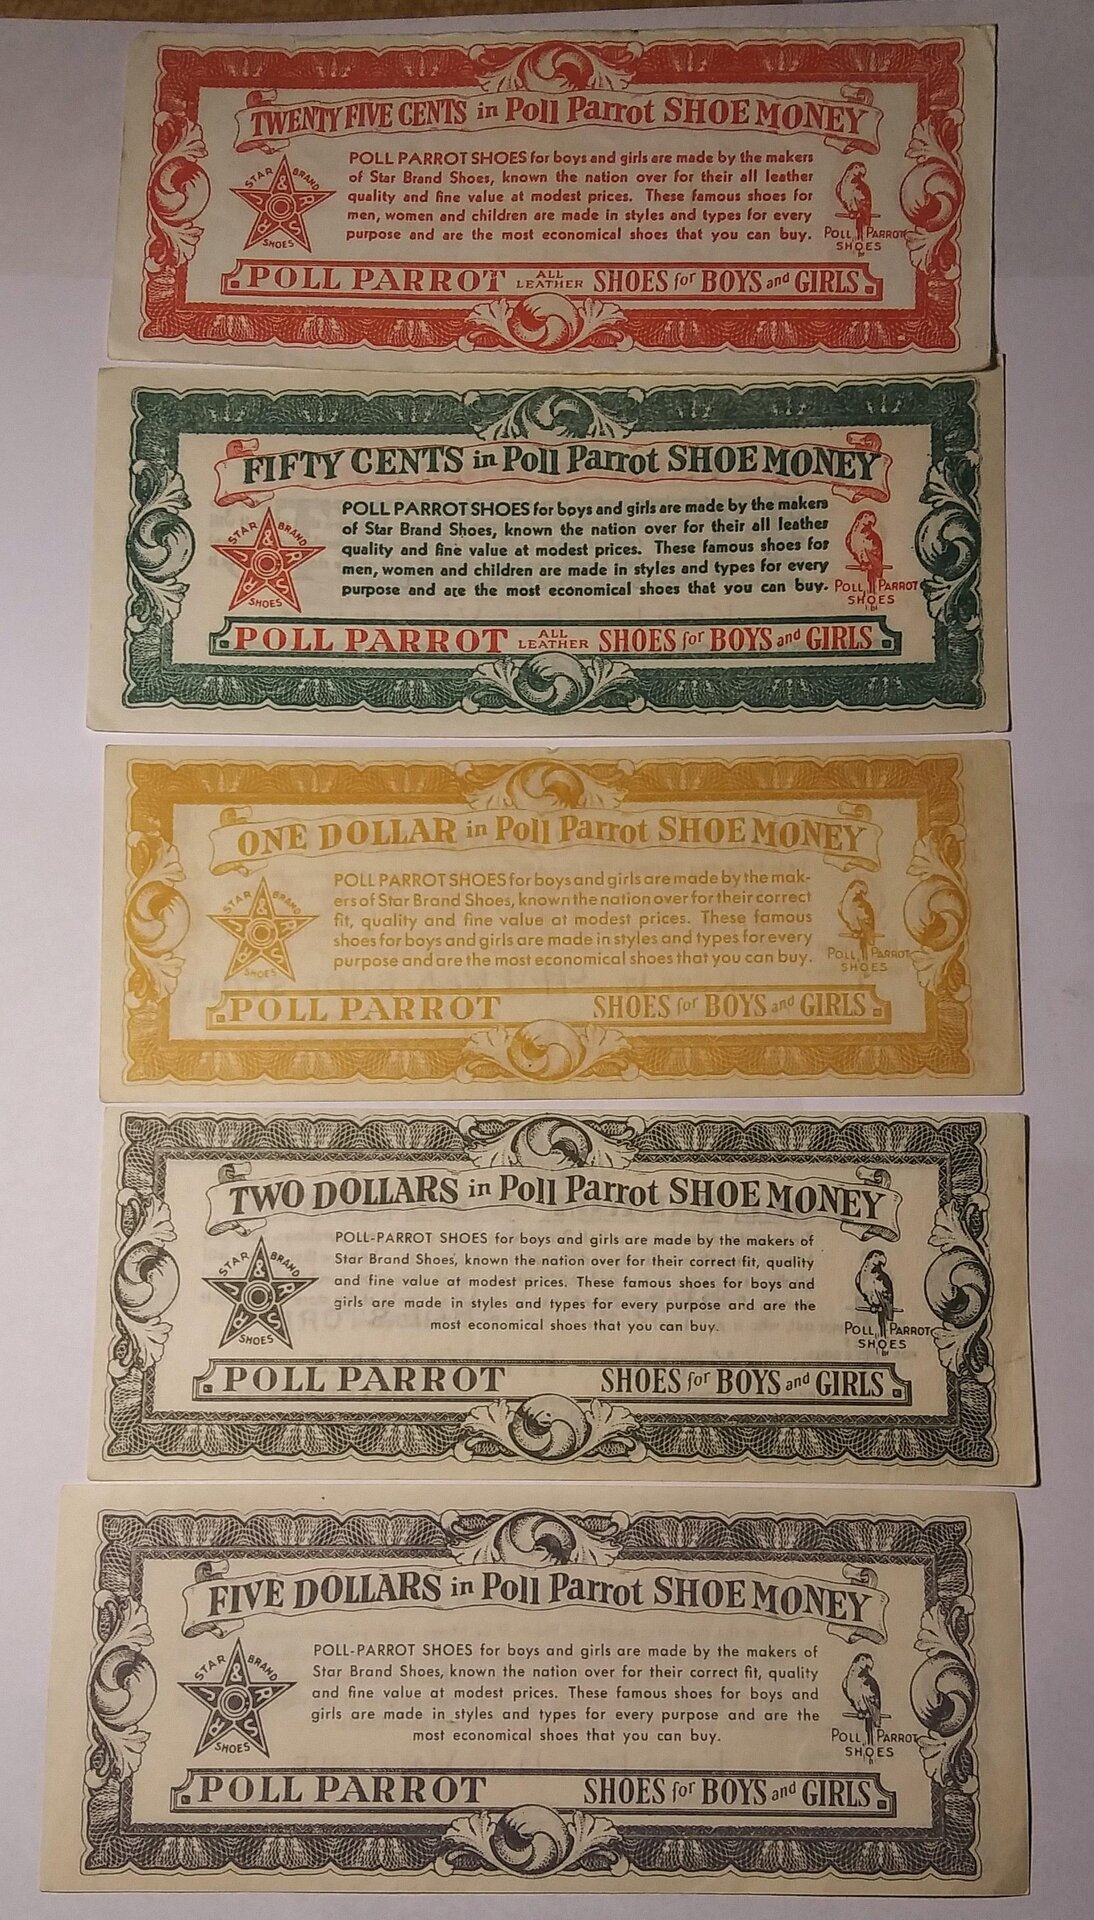 TWENTY FIVE CENTS in Poll Parrot SHOE MONEY
POLL PARROT SHOES for boys and girls are made by the makers
of Star Brand Shoes, known the nation over for their all leather
quality and fine value at modest prices. These famous shoes for
men, women and children are made in styles and types for every
purpose and are the most economical shoes that you can buy.
STAR BRAND
R & J R S
SHOES
POLL PARROT
SHOES
POLL PARROT ALL LEATHER SHOES for BOYS and GIRLS
FIFTY CENTS in Poll Parrot SHOE MONEY
POLL PARROT SHOES for boys and girls are made by the makers
of Star Brand Shoes, known the nation over for their all leather
quality and fine value at modest prices. These famous shoes for
men, women and children are made in styles and types for every
purpose and are the most economical shoes that you can buy.
STAR BRAND
R & J R S
SHOES
POLL PARROT
SHOES
POLL PARROT ALL LEATHER SHOES for BOYS and GIRLS
ONE DOLLAR in Poll Parrot SHOE MONEY
POLL PARROT SHOES for boys and girls are made by the mak-
ers of Star Brand Shoes, known the nation over for their correct
fit, quality and fine value at modest prices. These famous
shoes for boys and girls are made in styles and types for every
purpose and are the most economical shoes that you can buy.
STAR BRAND
R & J R S
SHOES
POLL PARROT
SHOES
POLL PARROT SHOES for BOYS and GIRLS
TWO DOLLARS in Poll Parrot SHOE MONEY
POLL-PARROT SHOES for boys and girls are made by the makers of
Star Brand Shoes, known the nation over for their correct fit, quality
and fine value at modest prices. These famous shoes for boys and
girls are made in styles and types for every purpose and are the
most economical shoes that you can buy.
STAR BRAND
R & J R S
SHOES
POLL PARROT
SHOES
POLL PARROT SHOES for BOYS and GIRLS
FIVE DOLLARS in Poll Parrot SHOE MONEY
POLL-PARROT SHOES for boys and girls are made by the makers of
Star Brand Shoes, known the nation over for their correct fit, quality
and fine value at modest prices. These famous shoes for boys and
girls are made in styles and types for every purpose and are the
most economical shoes that you can buy.
STAR BRAND
R & J R S
SHOES
POLL PARROT
SHOES
POLL PARROT SHOES for BOYS and GIRLS